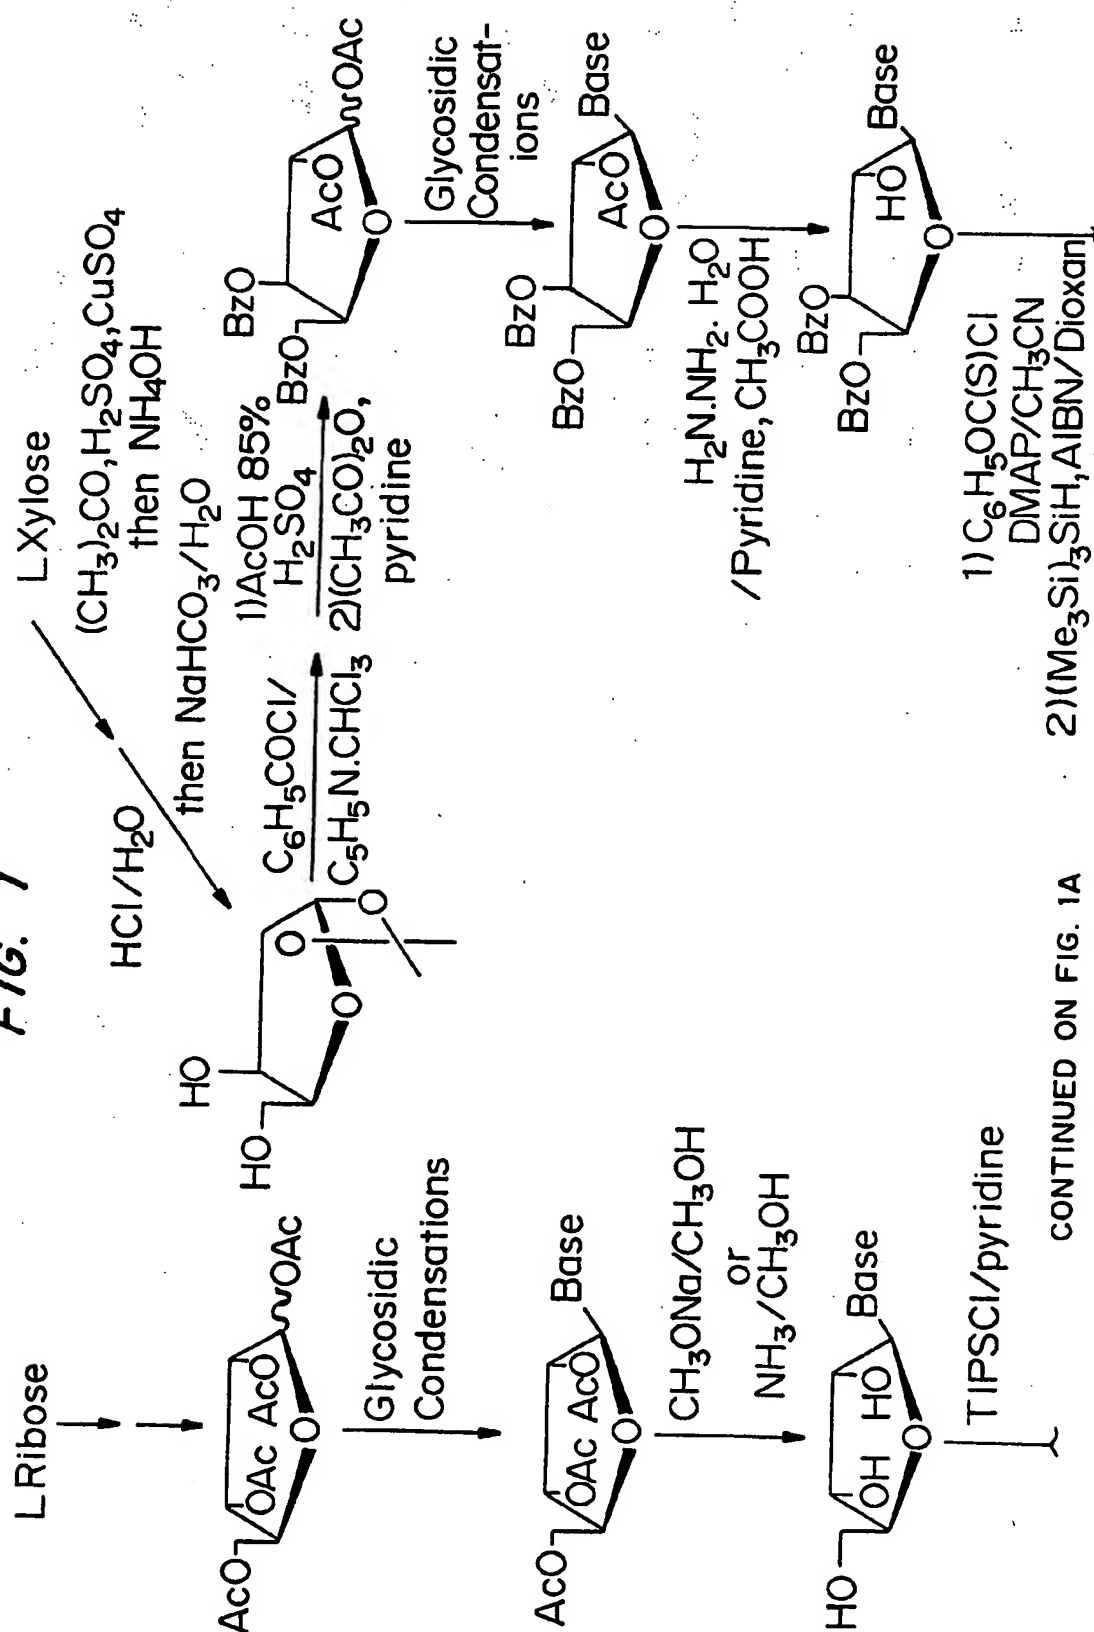 FIG. 1
L Ribose
AcO
OAc AcO
O
~OAc
Glycosidic
Condensations
AcO
OAc AcO
O
Base
CH3ONa/CH3OH
or
NH3/CH3OH
HO
OH HO
O
Base
TIPSCl/pyridine
L Xylose
(CH3)2CO,H2SO4,CuSO4
then NH4OH
HCl/H2O
then NaHCO3/H2O
HO
HO
O
O
O
C6H5COCl/
C5H5N.CHCl3
1)AcOH 85%
H2SO4
2)(CH3CO)2O,
pyridine
BzO
BzO
AcO
O
~OAc
Glycosidic
Condensat-
ions
BzO
BzO
AcO
O
Base
H2N.NH2. H2O
/Pyridine, CH3COOH
BzO
BzO
HO
O
Base
1) C6H5OC(S)Cl
DMAP/CH3CN
2)(Me3Si)3SiH,AIBN/Dioxan
CONTINUED ON FIG. 1A